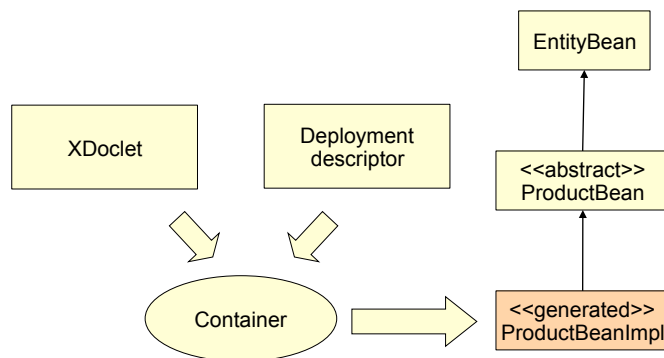 EntityBean
XDoclet
Deployment
descriptor
<<abstract>>
ProductBean
Container
<<generated>>
ProductBeanImpl